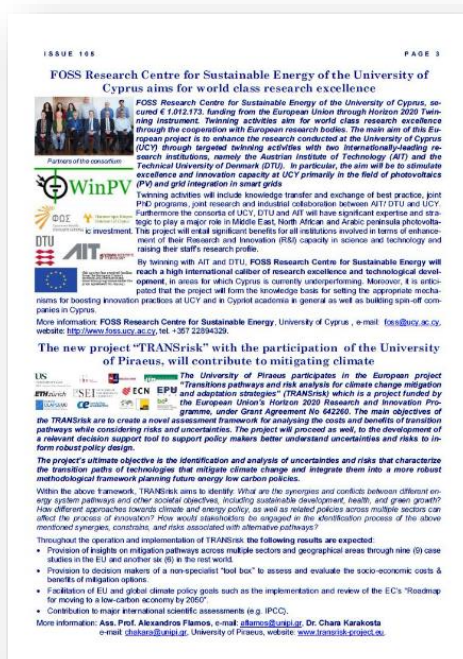 ISSUE 105
PAGE 3
FOSS Research Centre for Sustainable Energy of the University of
Cyprus aims for world class research excellence
FOSS Research Centre for Sustainable Energy of the University of Cyprus, se-
cured € 1.012.173. funding from the European Union through Horizon 2020 Twin-
ning instrument. Twinning activities aim for world class research excellence
through the cooperation with European research bodies. The main aim of this Eu-
ropean project is to enhance the research conducted at the University of Cyprus
(UCY) through targeted twinning activities with two internationally-leading re-
search institutions, namely the Austrian Institute of Technology (AIT) and the
Technical University of Denmark (DTU). In particular, the aim will be to stimulate
excellence and innovation capacity at UCY primarily in the field of photovoltaics
(PV) and grid integration in smart grids
Partners of the consortium
WinPV
ΦΟΣ
DTU
AIT
Twinning activities will include knowledge transfer and exchange of best practice, joint
PhD programs, joint research and industrial collaboration between AIT/ DTU and UCY.
Furthermore the consortia of UCY, DTU and AIT will have significant expertise and stra-
tegic to play a major role in Middle East, North African and Arabic peninsula photovolta-
ic investment. This project will entail significant benefits for all institutions involved in terms of enhance-
ment of their Research and Innovation (R&I) capacity in science and technology and
raising their staff's research profile.
By twinning with AIT and DTU, FOSS Research Centre for Sustainable Energy will
reach a high international caliber of research excellence and technological devel-
opment, in areas for which Cyprus is currently underperforming. Moreover, it is antici-
pated that the project will form the knowledge basis for setting the appropriate mecha-
nisms for boosting innovation practices at UCY and in Cypriot academia in general as well as building spin-off com-
panies in Cyprus.
More information: FOSS Research Centre for Sustainable Energy, University of Cyprus , e-mail: foss@ucy.ac.cy,
website: http://www.foss.ucy.ac.cy, tel. +357 22894329.
The new project "TRANSrisk" with the participation of the University
of Piraeus, will contribute to mitigating climate
US
ETHzürich
SEI
ECN
EPU
The University of Piraeus participates in the European project
"Transitions pathways and risk analysis for climate change mitigation
and adaptation strategies" (TRANSrisk) which is a project funded by
the European Union's Horizon 2020 Research and Innovation Pro-
gramme, under Grant Agreement No 642260. The main objectives of
the TRANSrisk are to create a novel assessment framework for analysing the costs and benefits of transition
pathways while considering risks and uncertainties. The project will proceed as well, to the development of
a relevant decision support tool to support policy makers better understand uncertainties and risks to in-
form robust policy design.
The project's ultimate objective is the identification and analysis of uncertainties and risks that characterize
the transition paths of technologies that mitigate climate change and integrate them into a more robust
methodological framework planning future energy low carbon policies.
Within the above framework, TRANSrisk aims to identify: What are the synergies and conflicts between different en-
ergy system pathways and other societal objectives, including sustainable development, health, and green growth?
How different approaches towards climate and energy policy, as well as related policies across multiple sectors can
affect the process of innovation? How would stakeholders be engaged in the identification process of the above
mentioned synergies, constrains, and risks associated with alternative pathways?
Throughout the operation and implementation of TRANSrisk the following results are expected:
• Provision of insights on mitigation pathways across multiple sectors and geographical areas through nine (9) case
studies in the EU and another six (6) in the rest world.
• Provision to decision makers of a non-specialist "tool box" to assess and evaluate the socio-economic costs &
benefits of mitigation options.
• Facilitation of EU and global climate policy goals such as the implementation and review of the EC's "Roadmap
for moving to a low-carbon economy by 2050".
• Contribution to major international scientific assessments (e.g. IPCC).
More information: Ass. Prof. Alexandros Flamos, e-mail: aflamos@unipi.gr, Dr. Chara Karakosta
e-mail: chakara@unipi.gr, University of Piraeus, website: www.transrisk-project.eu.